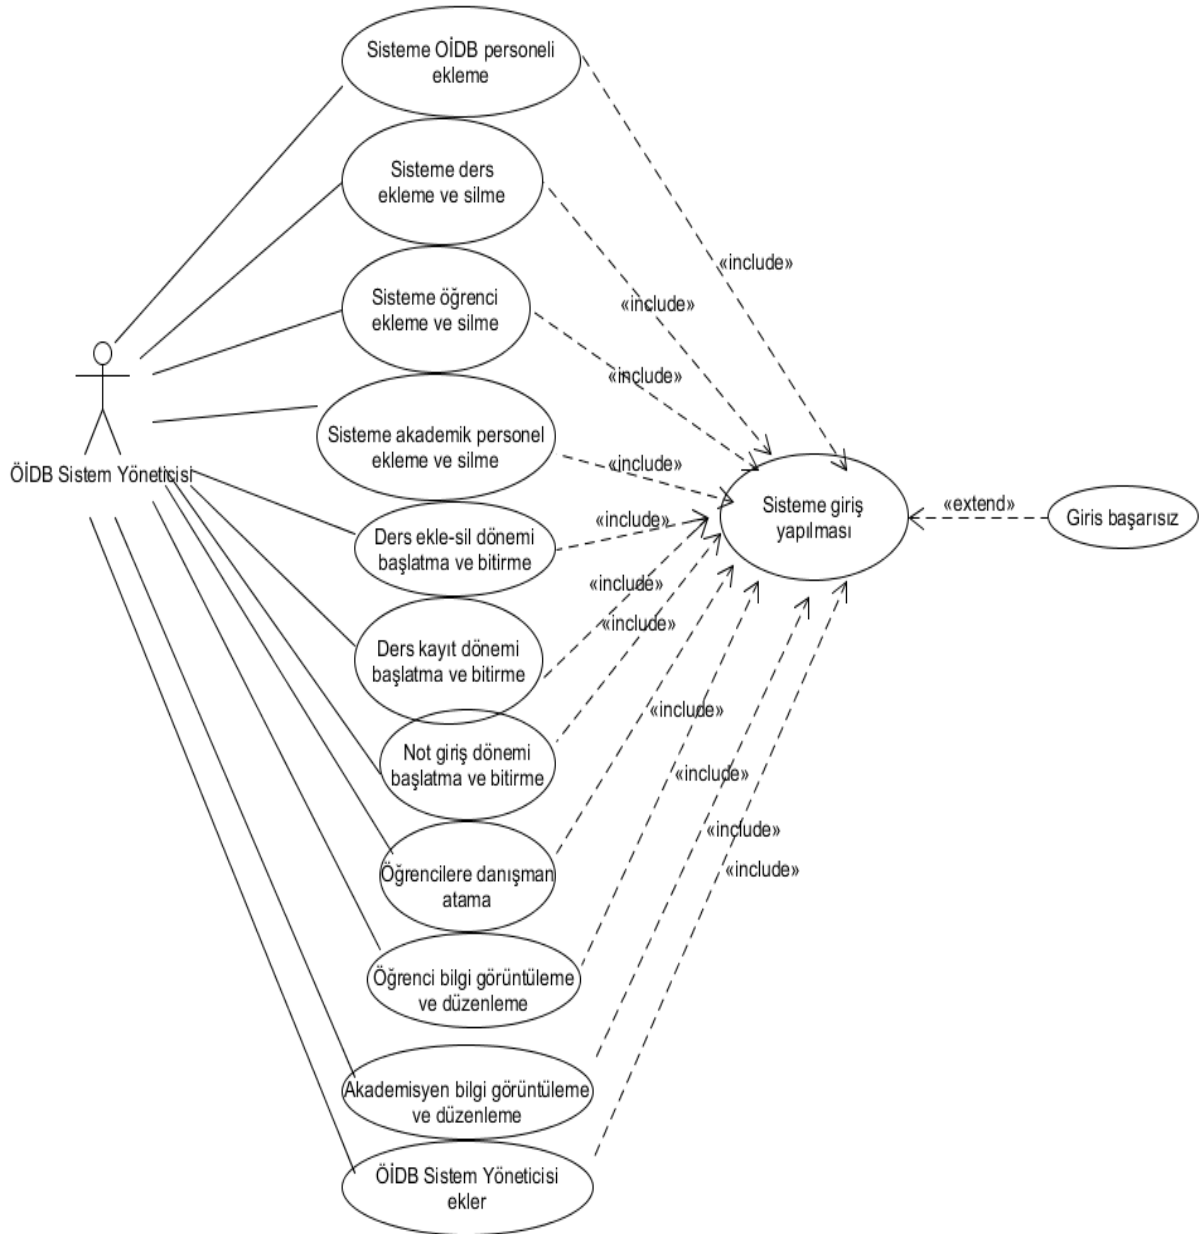 Sisteme OİDB personeli
ekleme
Sisteme ders
ekleme ve silme
«include»
«include»
Sisteme öğrenci
ekleme ve silme
«include»
Sisteme akademik personel
ekleme ve silme
«include»
ÖİDB Sistem Yöneticisi
Sisteme giriş
yapılması
«extend»
Giris başarısız
Ders ekle-sil dönemi
başlatma ve bitirme
«include»
«include»
«include»
Ders kayıt dönemi
başlatma ve bitirme
«include»
Not giriş dönemi
başlatma ve bitirme
«include»
«include»
«include»
Öğrencilere danışman
atama
Öğrenci bilgi görüntüleme
ve düzenleme
Akademisyen bilgi görüntüleme
ve düzenleme
ÖİDB Sistem Yöneticisi
ekler